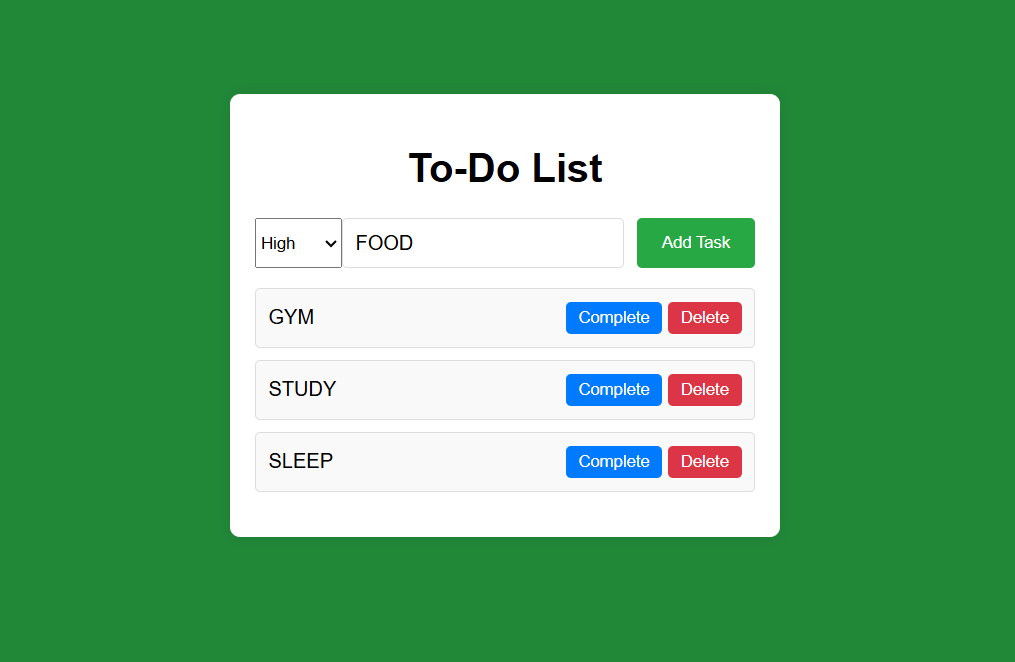 To-Do List
High FOOD Add Task
GYM Complete Delete
STUDY Complete Delete
SLEEP Complete Delete